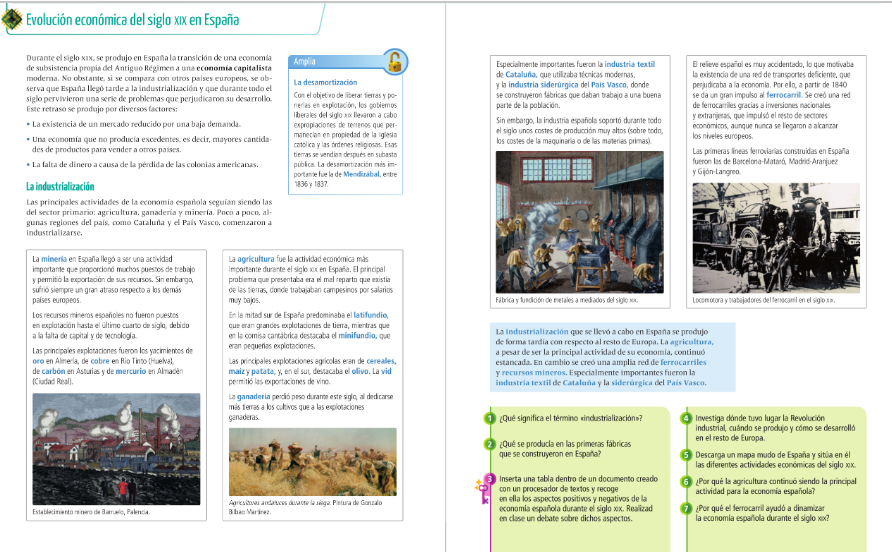 Evolución económica del siglo XIX en España
Durante el siglo XIX, se produjo en España la transición de una economía
de subsistencia propia del Antiguo Régimen a una economía capitalista
moderna. No obstante, si se compara con otros países europeos, se ob-
serva que España llegó tarde a la industrialización y que durante todo el
siglo pervivieron una serie de problemas que perjudicaron su desarrollo.
Este retraso se produjo por diversos factores:
• La existencia de un mercado reducido por una baja demanda.
• Una economía que no producía excedentes, es decir, mayores cantida-
des de productos para vender a otros países.
• La falta de dinero a causa de la pérdida de las colonias americanas.
La industrialización
Las principales actividades de la economía española seguían siendo las
del sector primario: agricultura, ganadería y minería. Poco a poco, al-
gunas regiones del país, como Cataluña y el País Vasco, comenzaron a
industrializarse.
Amplía
La desamortización
Con el objetivo de liberar tierras y po-
nerlas en explotación, los gobiernos
liberales del siglo XIX llevaron a cabo
expropiaciones de terrenos que per-
manecían en propiedad de la Iglesia
católica y las órdenes religiosas. Esas
tierras se vendían después en subasta
pública. La desamortización más im-
portante fue la de Mendizábal, entre
1836 y 1837.
La minería en España llegó a ser una actividad
importante que proporcionó muchos puestos de trabajo
y permitió la exportación de sus recursos. Sin embargo,
sufrió siempre un gran atraso respecto a los demás
países europeos.
Los recursos mineros españoles no fueron puestos
en explotación hasta el último cuarto de siglo, debido
a la falta de capital y de tecnología.
Las principales explotaciones fueron los yacimientos de
oro en Almería, de cobre en Río Tinto (Huelva),
de carbón en Asturias y de mercurio en Almadén
(Ciudad Real).
Establecimiento minero de Barruelo, Palencia.
La agricultura fue la actividad económica más
importante durante el siglo XIX en España. El principal
problema que presentaba era el mal reparto que existía
de las tierras, donde trabajaban campesinos por salarios
muy bajos.
En la mitad sur de España predominaba el latifundio,
que eran grandes explotaciones de tierra, mientras que
en la cornisa cantábrica destacaba el minifundio, que
eran pequeñas explotaciones.
Las principales explotaciones agrícolas eran de cereales,
maíz y patata; y, en el sur, destacaba el olivo. La vid
permitió las exportaciones de vino.
La ganadería perdió peso durante este siglo, al dedicarse
más tierras a los cultivos que a las explotaciones
ganaderas.
Agricultores andaluces durante la siega. Pintura de Gonzalo
Bilbao Martínez.
Especialmente importantes fueron la industria textil
de Cataluña, que utilizaba técnicas modernas,
y la industria siderúrgica del País Vasco, donde
se construyeron fábricas que daban trabajo a una buena
parte de la población.
Sin embargo, la industria española soportó durante todo
el siglo unos costes de producción muy altos (sobre todo,
los costes de la maquinaria o de las materias primas).
Fábrica y fundición de metales a mediados del siglo XIX.
El relieve español es muy accidentado, lo que motivaba
la existencia de una red de transportes deficiente, que
perjudicaba a la economía. Por ello, a partir de 1840
se da un gran impulso al ferrocarril. Se creó una red
de ferrocarriles gracias a inversiones nacionales
y extranjeras, que impulsó el resto de sectores
económicos, aunque nunca se llegaron a alcanzar
los niveles europeos.
Las primeras líneas ferroviarias construidas en España
fueron las de Barcelona-Mataró, Madrid-Aranjuez
y Gijón-Langreo.
Locomotora y trabajadores del ferrocarril en el siglo XIX.
La industrialización que se llevó a cabo en España se produjo
de forma tardía con respecto al resto de Europa. La agricultura,
a pesar de ser la principal actividad de su economía, continuó
estancada. En cambio se creó una amplia red de ferrocarriles
y recursos mineros. Especialmente importantes fueron la
industria textil de Cataluña y la siderúrgica del País Vasco.
1 ¿Qué significa el término «industrialización»?
2 ¿Qué se producía en las primeras fábricas
que se construyeron en España?
3 Inserta una tabla dentro de un documento creado
con un procesador de textos y recoge
en ella los aspectos positivos y negativos de la
economía española durante el siglo XIX. Realizad
en clase un debate sobre dichos aspectos.
4 Investiga dónde tuvo lugar la Revolución
industrial, cuándo se produjo y cómo se desarrolló
en el resto de Europa.
5 Descarga un mapa mudo de España y sitúa en él
las diferentes actividades económicas del siglo XIX.
6 ¿Por qué la agricultura continuó siendo la principal
actividad para la economía española?
7 ¿Por qué el ferrocarril ayudó a dinamizar
la economía española durante el siglo XIX?